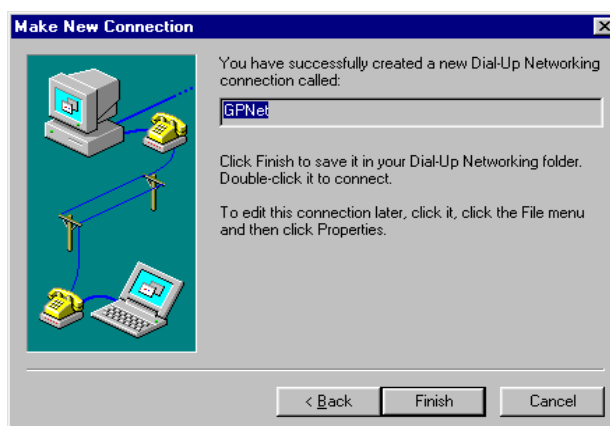 Make New Connection
You have successfully created a new Dial-Up Networking
connection called:
GPNet
Click Finish to save it in your Dial-Up Networking folder.
Double-click it to connect.
To edit this connection later, click it, click the File menu
and then click Properties.
< Back
Finish
Cancel